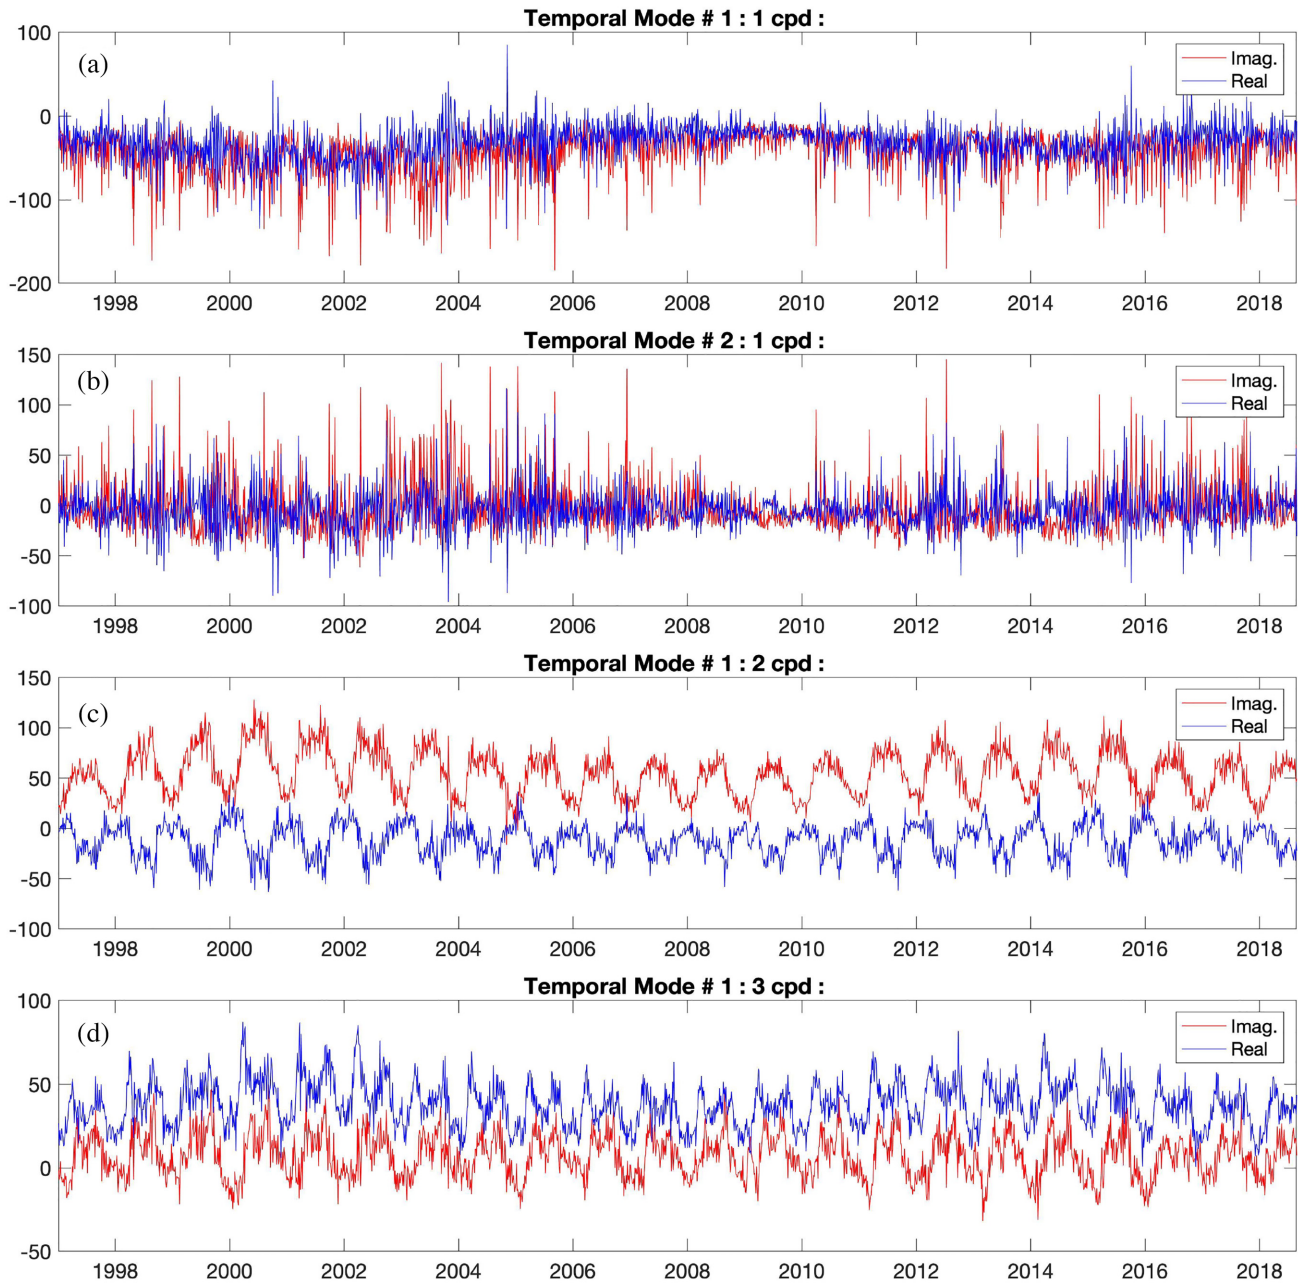 Temporal Mode # 1 : 1 cpd :
(a)
Imag.
Real
100
0
-100
-200
1998 2000 2002 2004 2006 2008 2010 2012 2014 2016 2018
Temporal Mode # 2 : 1 cpd :
(b)
Imag.
Real
150
100
50
0
-50
-100
1998 2000 2002 2004 2006 2008 2010 2012 2014 2016 2018
Temporal Mode # 1 : 2 cpd :
(c)
Imag.
Real
150
100
50
0
-50
-100
1998 2000 2002 2004 2006 2008 2010 2012 2014 2016 2018
Temporal Mode # 1 : 3 cpd :
(d)
Imag.
Real
100
50
0
-50
1998 2000 2002 2004 2006 2008 2010 2012 2014 2016 2018